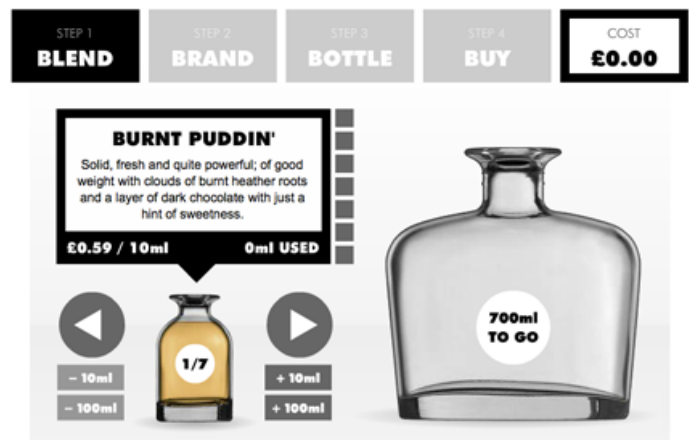 STEP 1
BLEND
STEP 2
BRAND
STEP 3
BOTTLE
STEP 4
BUY
COST
£0.00
BURNT PUDDIN'
Solid, fresh and quite powerful; of good
weight with clouds of burnt heather roots
and a layer of dark chocolate with just a
hint of sweetness.
£0.59 / 10ml 0ml USED
1/7
– 10ml
– 100ml
+ 10ml
+ 100ml
700ml
TO GO